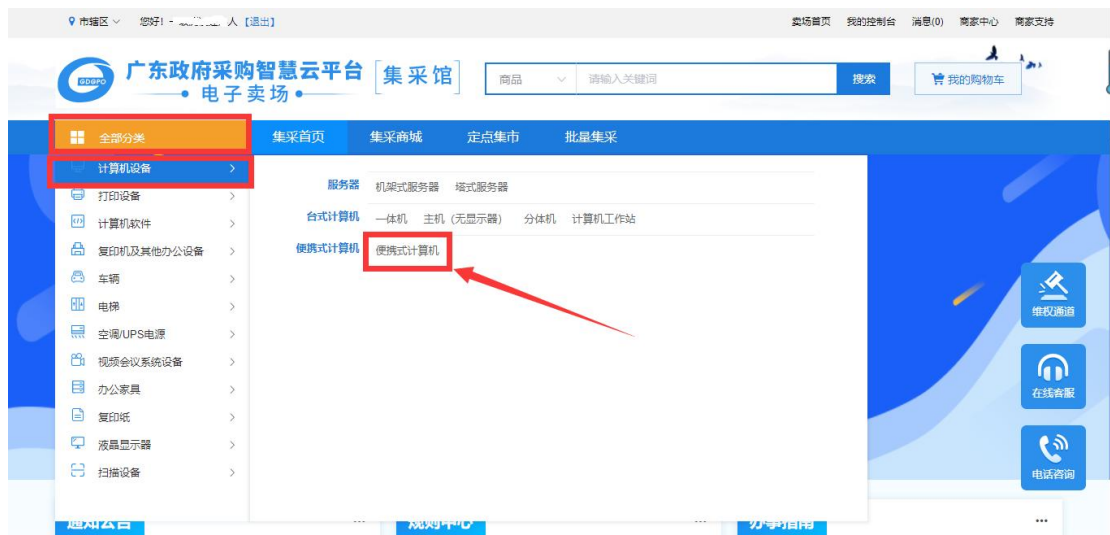 市辖区 您好! 人【退出】 卖场首页 我的控制台 消息(0) 商家中心 商家支持
GDGPO 广东政府采购智慧云平台 集采馆 商品 请输入关键词 搜索 我的购物车
电子卖场
全部分类 集采首页 集采商城 定点集市 批量集采
计算机设备
服务器 机架式服务器 塔式服务器
打印设备
台式计算机 一体机 主机(无显示器) 分体机 计算机工作站
计算机软件
便携式计算机 便携式计算机
复印机及其他办公设备
车辆
电梯
维权通道
空调/UPS电源
视频会议系统设备
办公家具
在线客服
复印纸
液晶显示器
扫描设备
电话咨询
通知公告 ... 规则中心 ... 办事指南 ...